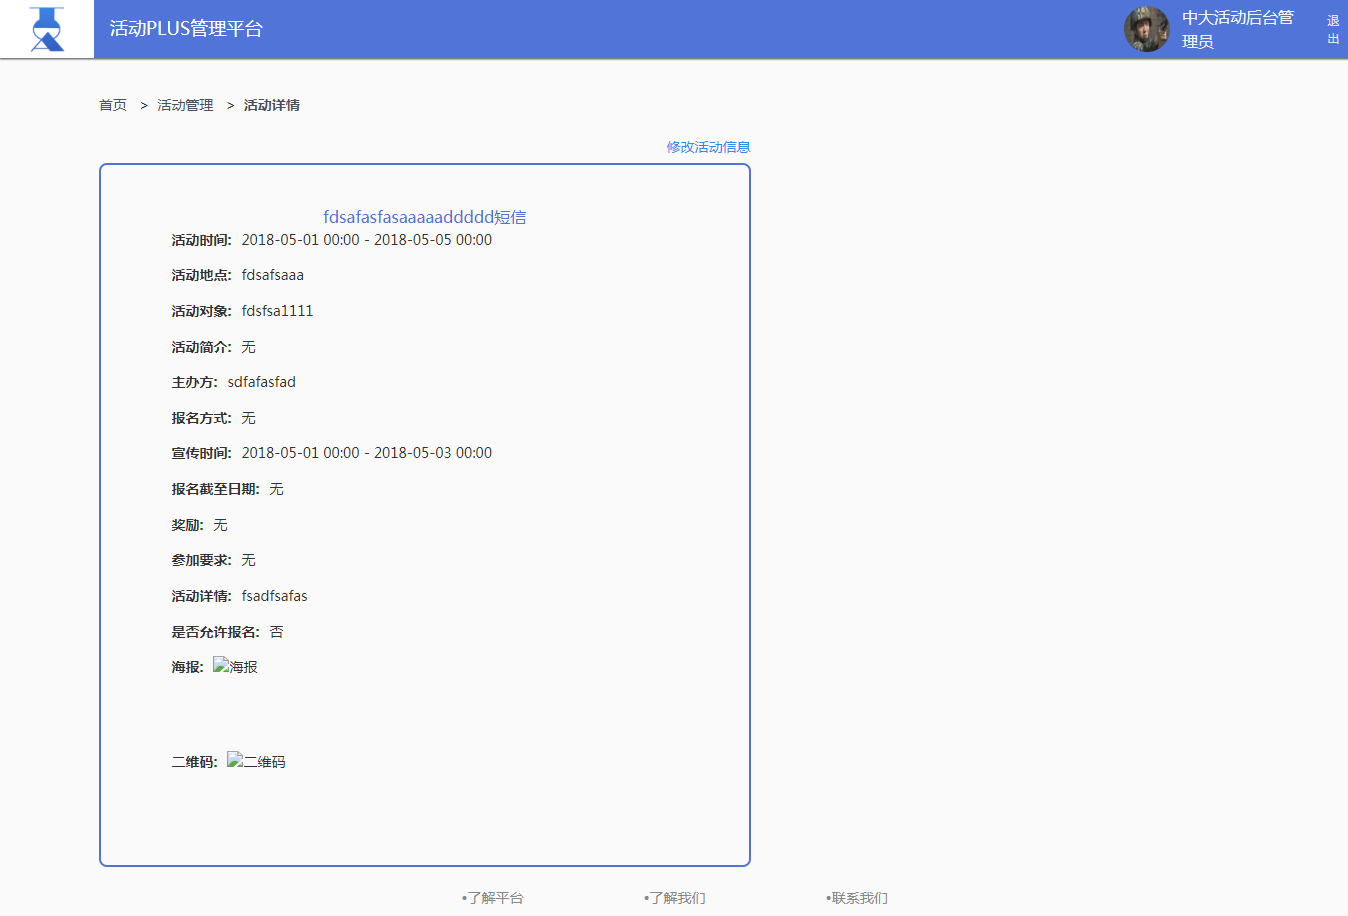 活动PLUS管理平台
中大活动后台管
理员
退
出
首页 > 活动管理 > 活动详情
修改活动信息
fdsafasfasaaaaaddddd短信
活动时间: 2018-05-01 00:00 - 2018-05-05 00:00
活动地点: fdsafsaaa
活动对象: fdsfsa1111
活动简介: 无
主办方: sdfafasfad
报名方式: 无
宣传时间: 2018-05-01 00:00 - 2018-05-03 00:00
报名截至日期: 无
奖励: 无
参加要求: 无
活动详情: fsadfsafas
是否允许报名: 否
海报: 海报
二维码: 二维码
•了解平台 •了解我们 •联系我们